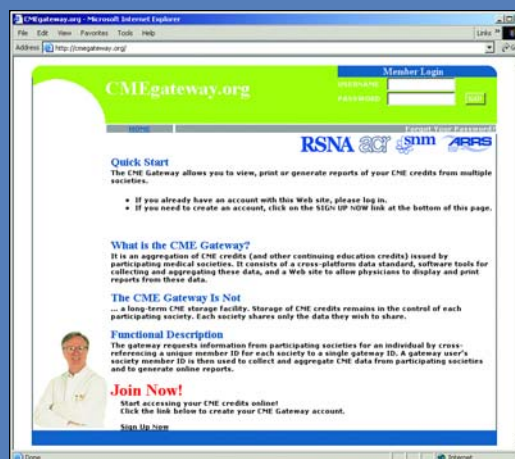 CMEgateway.org - Microsoft Internet Explorer
File Edit View Favorites Tools Help
Links »
Address http://cmegateway.org/
Member Login
CMEgateway.org
USERNAME
PASSWORD
GO!
HOME
Forgot Your Password?
RSNA acr snm ARRS
Quick Start
The CME Gateway allows you to view, print or generate reports of your CME credits from multiple
societies.
• If you already have an account with this Web site, please log in.
• If you need to create an account, click on the SIGN UP NOW link at the bottom of this page.
What is the CME Gateway?
It is an aggregation of CME credits (and other continuing education credits) issued by
participating medical societies. It consists of a cross-platform data standard, software tools for
collecting and aggregating these data, and a Web site to allow physicians to display and print
reports from these data.
The CME Gateway Is Not
... a long-term CME storage facility. Storage of CME credits remains in the control of each
participating society. Each society shares only the data they wish to share.
Functional Description
The gateway requests information from participating societies for an individual by cross-
referencing a unique member ID for each society to a single gateway ID. A gateway user's
society member ID is then used to collect and aggregate CME data from participating societies
and to generate online reports.
Join Now!
Start accessing your CME credits online!
Click the link below to create your CME Gateway account.
Sign Up Now
Done
Internet